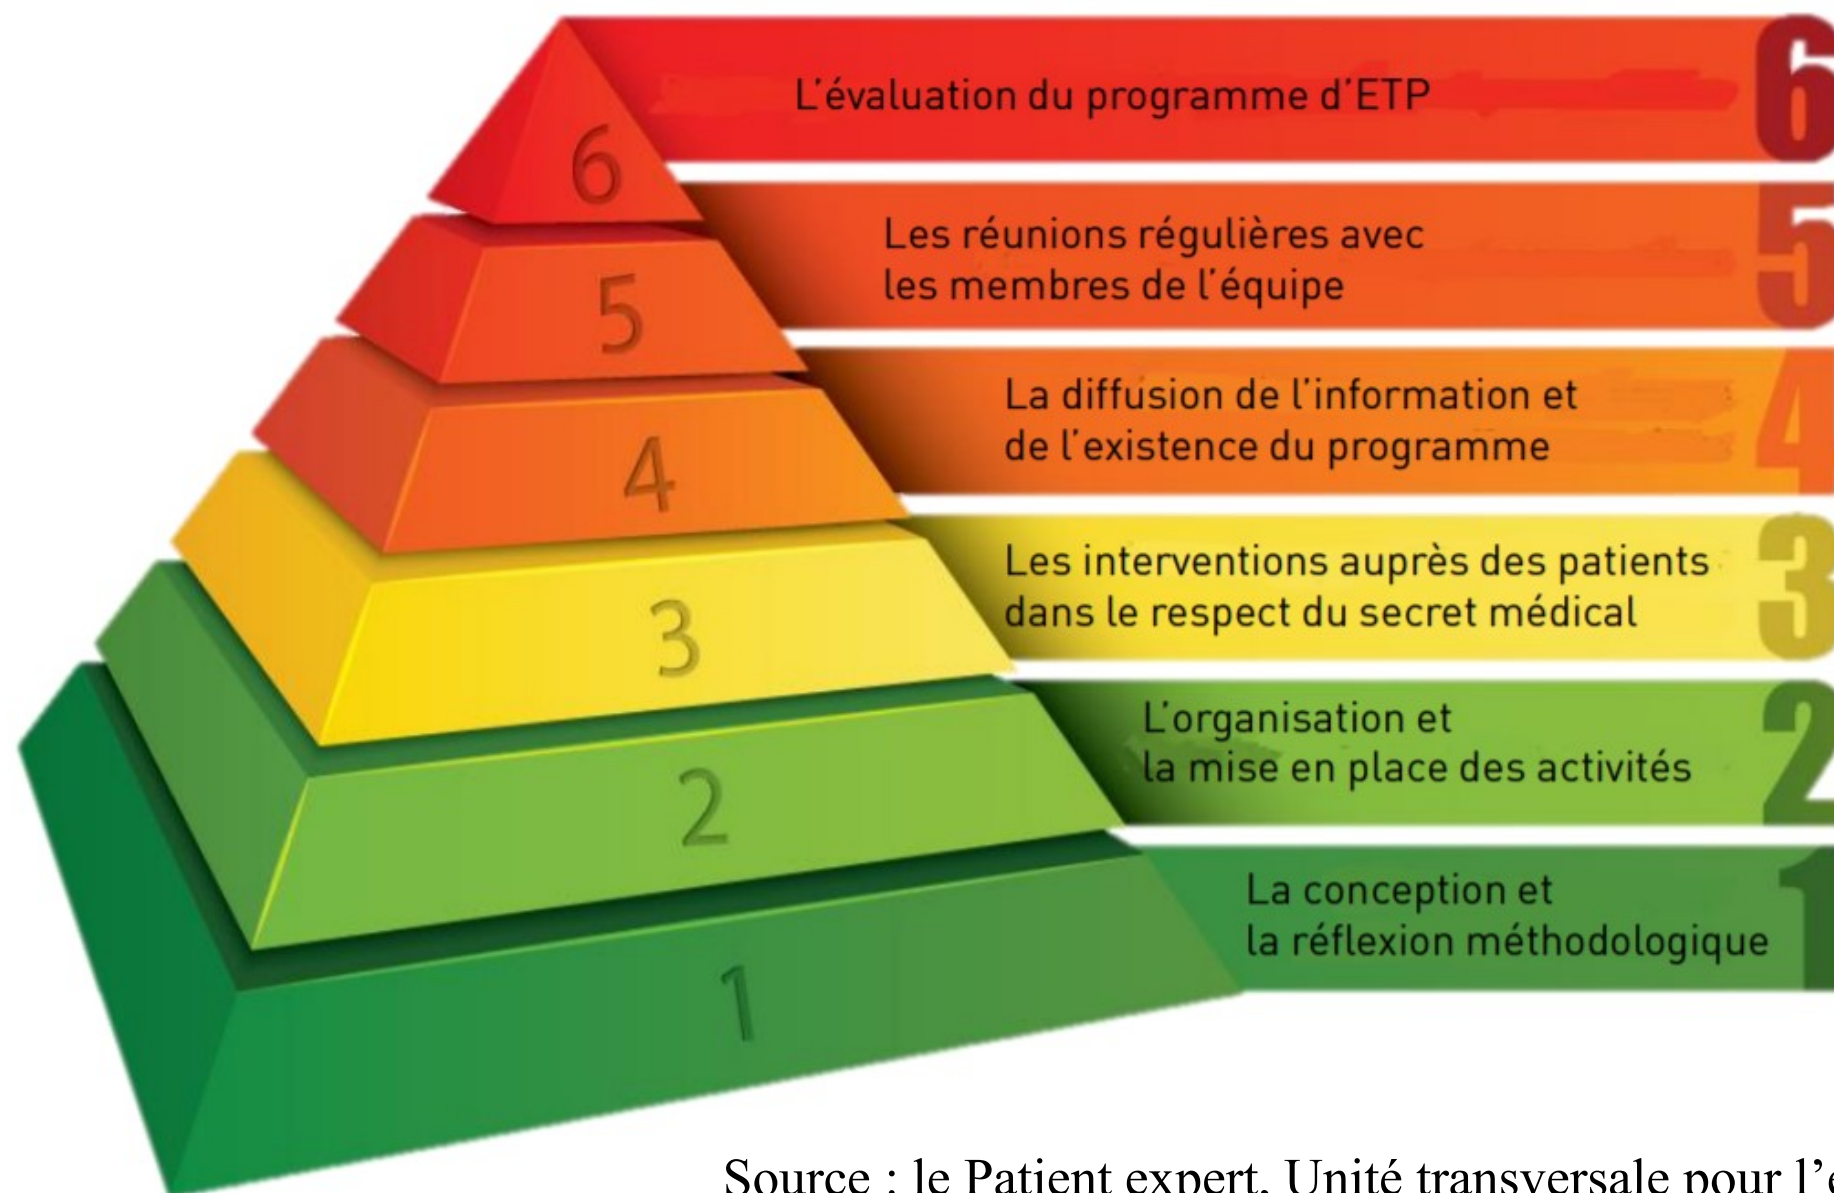 L'évaluation du programme d'ETP
6
6
Les réunions régulières avec
les membres de l'équipe
5
5
La diffusion de l'information et
de l'existence du programme
4
4
Les interventions auprès des patients
dans le respect du secret médical
3
3
L'organisation et
la mise en place des activités
2
2
La conception et
la réflexion méthodologique
1
1
Source : le Patient expert, Unité transversale pour l'